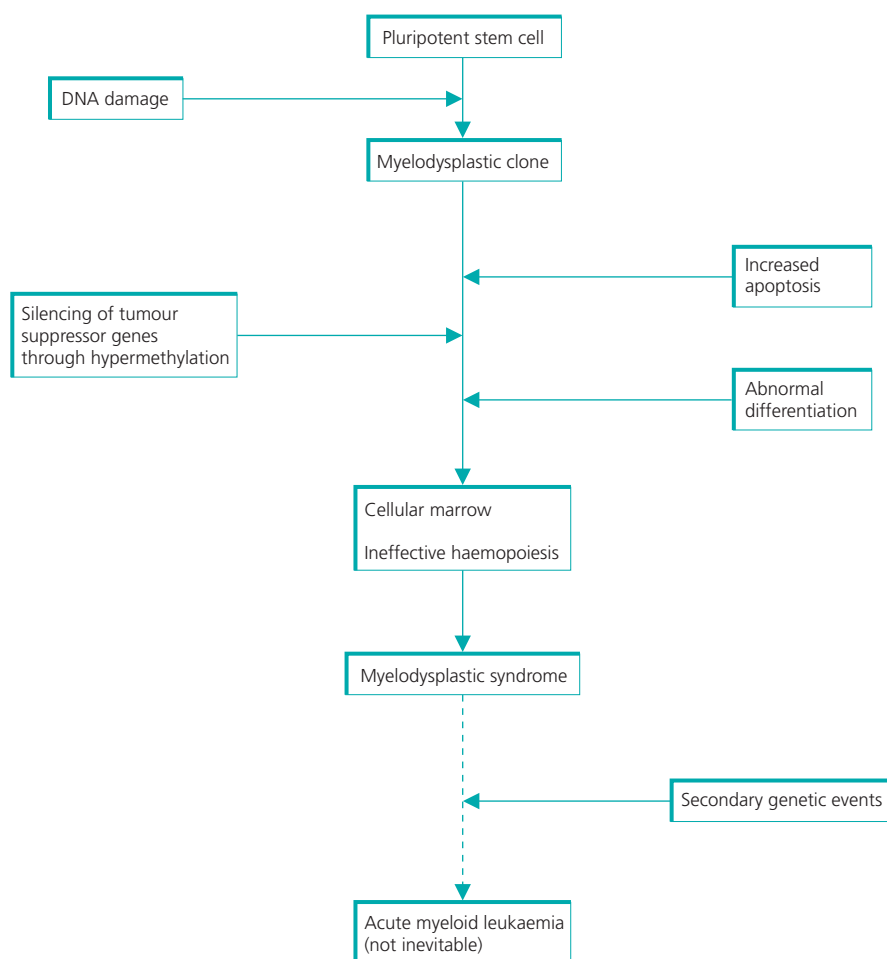 Pluripotent stem cell
DNA damage
Myelodysplastic clone
Increased
apoptosis
Silencing of tumour
suppressor genes
through hypermethylation
Abnormal
differentiation
Cellular marrow
Ineffective haemopoiesis
Myelodysplastic syndrome
Secondary genetic events
Acute myeloid leukaemia
(not inevitable)